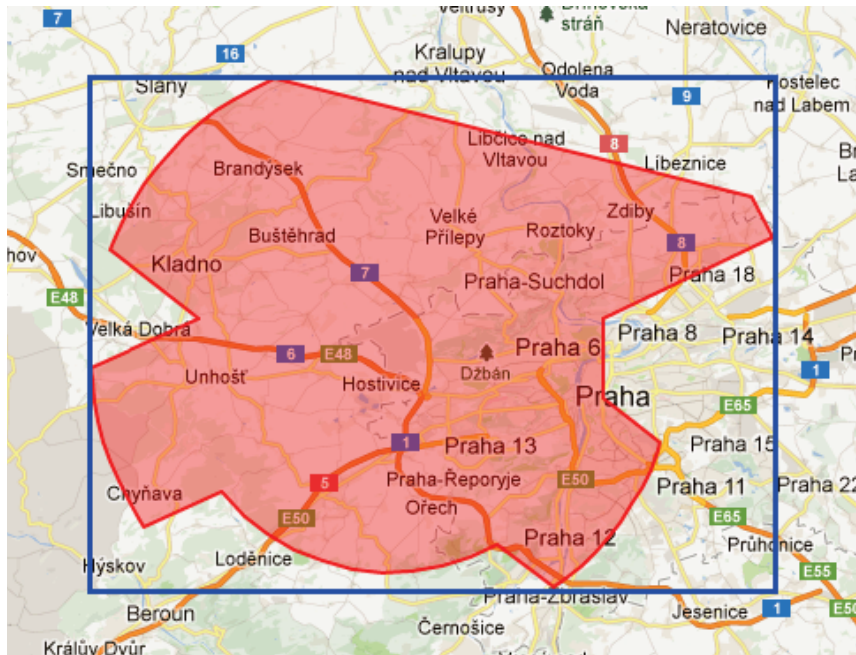 Veltrusy
Dřínovská
stráň
7
Neratovice
16
Kralupy
nad Vltavou
Odolena
Voda
Slaný
9
Kostelec
nad Labem
Libčice nad
Vltavou
8
Líbeznice
Smečno
Brandýsek
Libušín
Velké
Přílepy
Zdiby
Roztoky
Buštěhrad
8
hov
Kladno
7
Praha-Suchdol
Praha 18
E48
Velká Dobrá
Praha 8
Praha 14
6
E48
Praha 6
Džbán
Unhošť
Hostivice
1
Praha
E65
1
Praha 13
Praha 15
5
Praha-Řeporyje
E50
Praha 11
Praha 22
Chyňava
Ořech
E50
E65
Praha 12
Průhonice
Hýskov
Loděnice
E55
Praha-Zbraslav
Beroun
Jesenice
1
E50
Černošice
Králův Dvůr